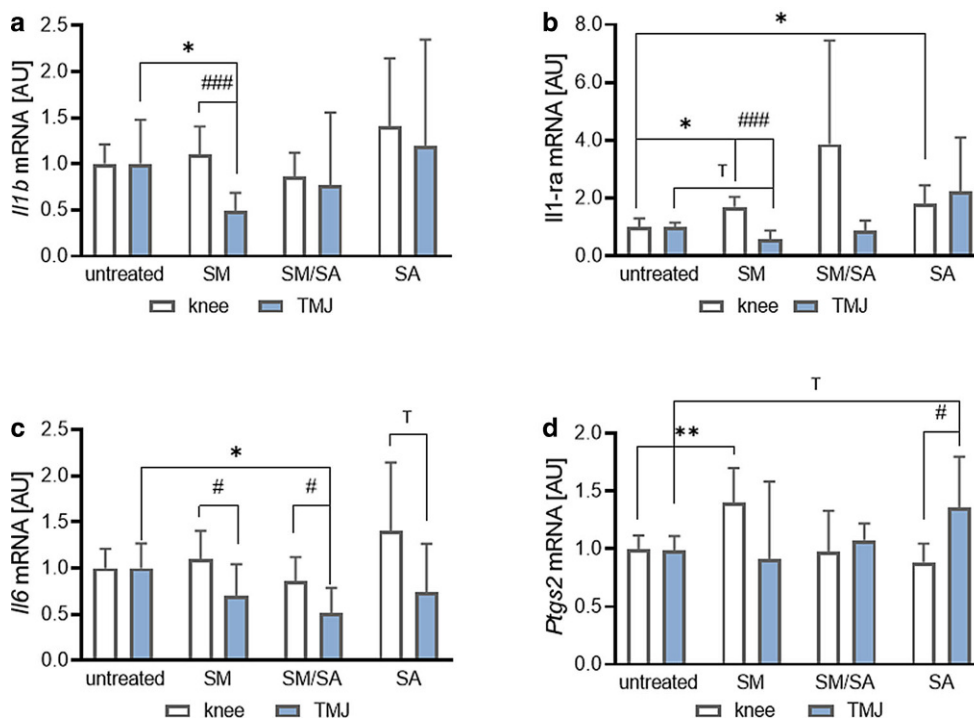 a
Il1b mRNA [AU]
2.5
2.0
1.5
1.0
0.5
0.0
*
###
untreated SM SM/SA SA
knee TMJ
b
Il1-ra mRNA [AU]
8.0
6.0
4.0
2.0
0.0
*
*
###
T
untreated SM SM/SA SA
knee TMJ
c
Il6 mRNA [AU]
2.5
2.0
1.5
1.0
0.5
0.0
T
*
#
#
untreated SM SM/SA SA
knee TMJ
d
Ptgs2 mRNA [AU]
2.0
1.5
1.0
0.5
0.0
T
#
**
untreated SM SM/SA SA
knee TMJ